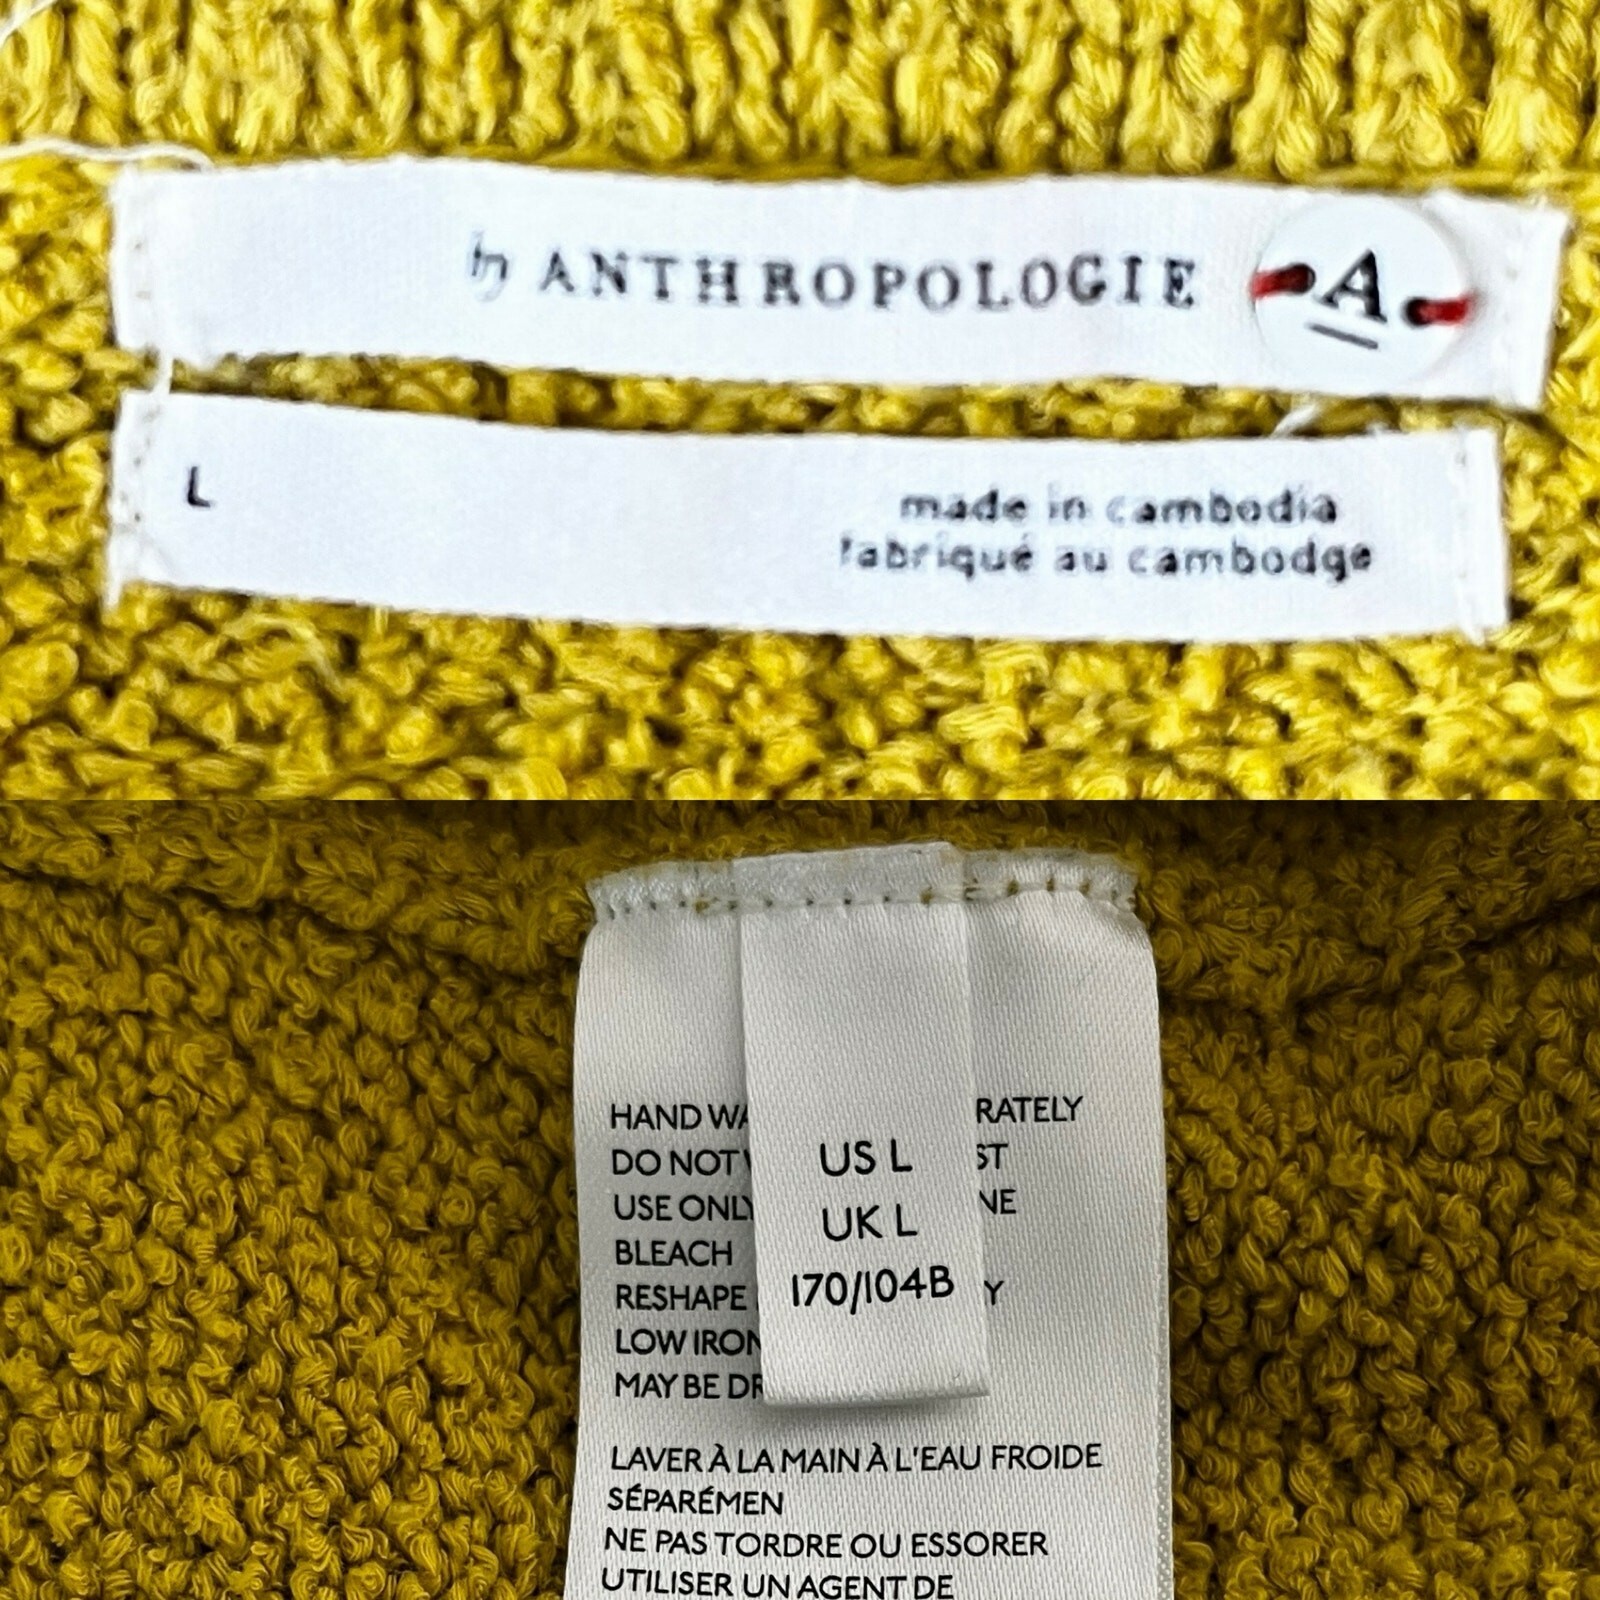 by ANTHROPOLOGIE
A
L
made in cambodia
fabriqué au cambodge
US L
UK L
170/104B
HAND WA RATELY
DO NOT ST
USE ONLY NE
BLEACH
RESHAPE Y
LOW IRON
MAY BE DR
LAVER À LA MAIN À L'EAU FROIDE
SÉPARÉMEN
NE PAS TORDRE OU ESSORER
UTILISER UN AGENT DE